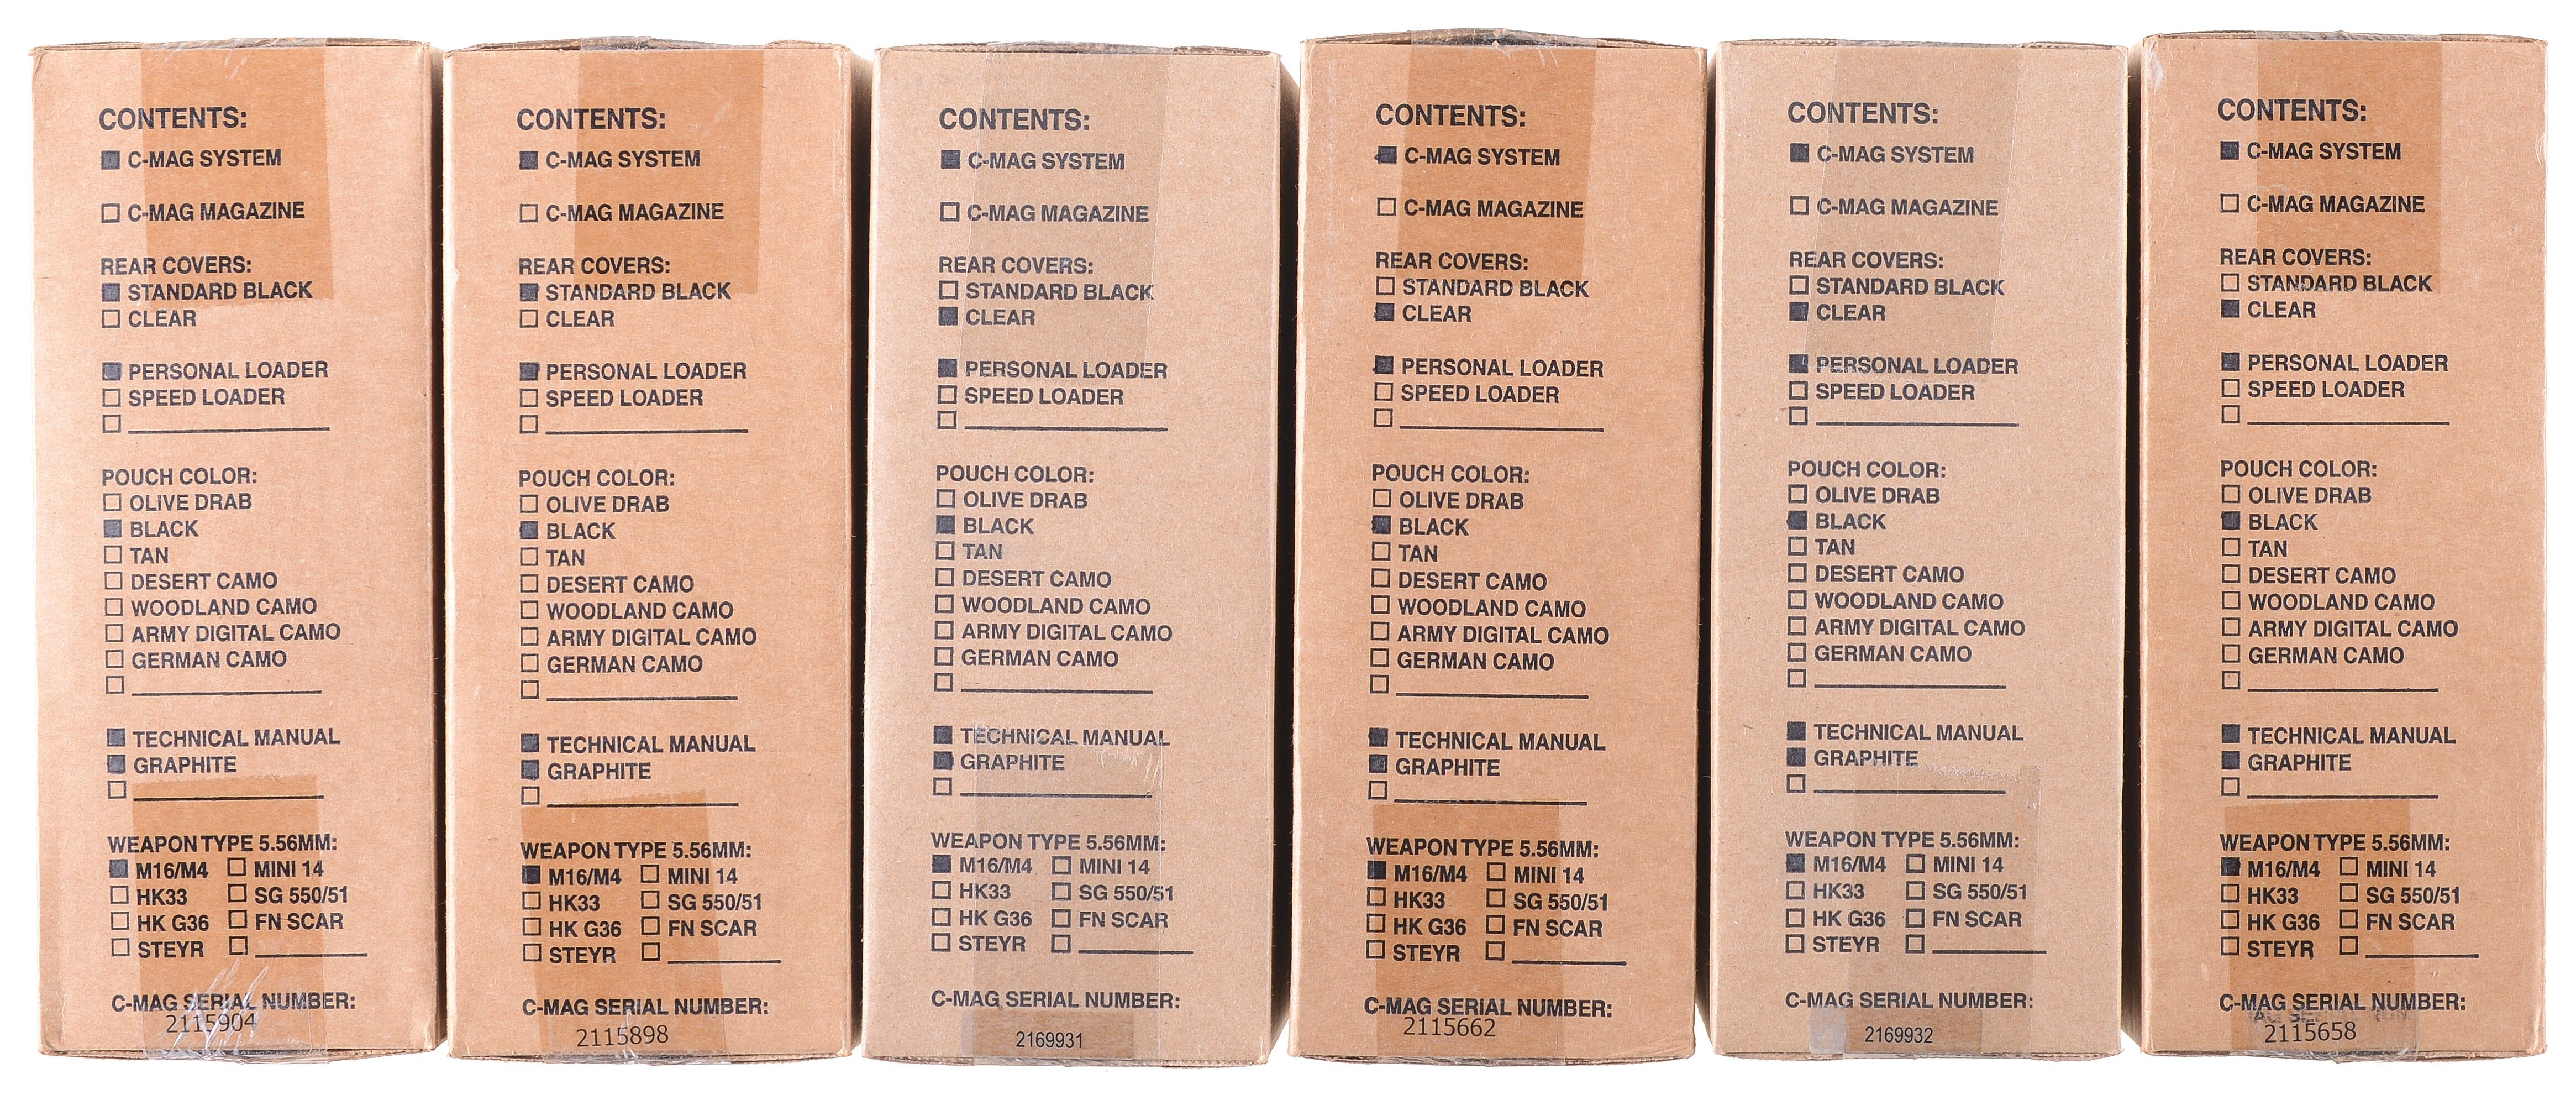 CONTENTS:
■ C-MAG SYSTEM
☐ C-MAG MAGAZINE
REAR COVERS:
■ STANDARD BLACK
☐ CLEAR
■ PERSONAL LOADER
☐ SPEED LOADER
☐
POUCH COLOR:
☐ OLIVE DRAB
■ BLACK
☐ TAN
☐ DESERT CAMO
☐ WOODLAND CAMO
☐ ARMY DIGITAL CAMO
☐ GERMAN CAMO
☐
■ TECHNICAL MANUAL
■ GRAPHITE
☐
WEAPON TYPE 5.56MM:
■ M16/M4 ☐ MINI 14
☐ HK33 ☐ SG 550/51
☐ HK G36 ☐ FN SCAR
☐ STEYR ☐
C-MAG SERIAL NUMBER:
2115904
CONTENTS:
■ C-MAG SYSTEM
☐ C-MAG MAGAZINE
REAR COVERS:
■ STANDARD BLACK
☐ CLEAR
■ PERSONAL LOADER
☐ SPEED LOADER
☐
POUCH COLOR:
☐ OLIVE DRAB
■ BLACK
☐ TAN
☐ DESERT CAMO
☐ WOODLAND CAMO
☐ ARMY DIGITAL CAMO
☐ GERMAN CAMO
☐
■ TECHNICAL MANUAL
■ GRAPHITE
☐
WEAPON TYPE 5.56MM:
■ M16/M4 ☐ MINI 14
☐ HK33 ☐ SG 550/51
☐ HK G36 ☐ FN SCAR
☐ STEYR ☐
C-MAG SERIAL NUMBER:
2115898
CONTENTS:
■ C-MAG SYSTEM
☐ C-MAG MAGAZINE
REAR COVERS:
☐ STANDARD BLACK
■ CLEAR
■ PERSONAL LOADER
☐ SPEED LOADER
☐
POUCH COLOR:
☐ OLIVE DRAB
■ BLACK
☐ TAN
☐ DESERT CAMO
☐ WOODLAND CAMO
☐ ARMY DIGITAL CAMO
☐ GERMAN CAMO
☐
■ TECHNICAL MANUAL
■ GRAPHITE
☐
WEAPON TYPE 5.56MM:
■ M16/M4 ☐ MINI 14
☐ HK33 ☐ SG 550/51
☐ HK G36 ☐ FN SCAR
☐ STEYR ☐
C-MAG SERIAL NUMBER:
2169931
CONTENTS:
■ C-MAG SYSTEM
☐ C-MAG MAGAZINE
REAR COVERS:
☐ STANDARD BLACK
■ CLEAR
■ PERSONAL LOADER
☐ SPEED LOADER
☐
POUCH COLOR:
☐ OLIVE DRAB
■ BLACK
☐ TAN
☐ DESERT CAMO
☐ WOODLAND CAMO
☐ ARMY DIGITAL CAMO
☐ GERMAN CAMO
☐
■ TECHNICAL MANUAL
■ GRAPHITE
☐
WEAPON TYPE 5.56MM:
■ M16/M4 ☐ MINI 14
☐ HK33 ☐ SG 550/51
☐ HK G36 ☐ FN SCAR
☐ STEYR ☐
C-MAG SERIAL NUMBER:
2115662
CONTENTS:
■ C-MAG SYSTEM
☐ C-MAG MAGAZINE
REAR COVERS:
☐ STANDARD BLACK
■ CLEAR
■ PERSONAL LOADER
☐ SPEED LOADER
☐
POUCH COLOR:
☐ OLIVE DRAB
■ BLACK
☐ TAN
☐ DESERT CAMO
☐ WOODLAND CAMO
☐ ARMY DIGITAL CAMO
☐ GERMAN CAMO
☐
■ TECHNICAL MANUAL
■ GRAPHITE
☐
WEAPON TYPE 5.56MM:
■ M16/M4 ☐ MINI 14
☐ HK33 ☐ SG 550/51
☐ HK G36 ☐ FN SCAR
☐ STEYR ☐
C-MAG SERIAL NUMBER:
2169932
CONTENTS:
■ C-MAG SYSTEM
☐ C-MAG MAGAZINE
REAR COVERS:
☐ STANDARD BLACK
■ CLEAR
■ PERSONAL LOADER
☐ SPEED LOADER
☐
POUCH COLOR:
☐ OLIVE DRAB
■ BLACK
☐ TAN
☐ DESERT CAMO
☐ WOODLAND CAMO
☐ ARMY DIGITAL CAMO
☐ GERMAN CAMO
☐
■ TECHNICAL MANUAL
■ GRAPHITE
☐
WEAPON TYPE 5.56MM:
■ M16/M4 ☐ MINI 14
☐ HK33 ☐ SG 550/51
☐ HK G36 ☐ FN SCAR
☐ STEYR ☐
C-MAG SERIAL NUMBER:
2115658